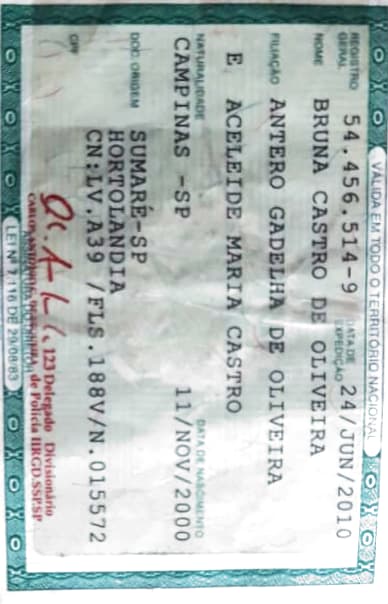 VÁLIDA EM TODO O TERRITÓRIO NACIONAL
REGISTRO GERAL 54.456.514-9 DATA DE EXPEDIÇÃO 24/JUN/2010
NOME BRUNA CASTRO DE OLIVEIRA
FILIAÇÃO ANTERO GADELHA DE OLIVEIRA
E ACELEIDE MARIA CASTRO
NATURALIDADE CAMPINAS -SP DATA DE NASCIMENTO 11/NOV/2000
DOC ORIGEM SUMARÉ-SP
HORTOLANDIA
CN:LV.A39 /FLS.188V/N.015572
CPF
123 Delegado Divisionário
de Polícia IIRGD.SSP.SP
LEI Nº 7.116 DE 29/08/83